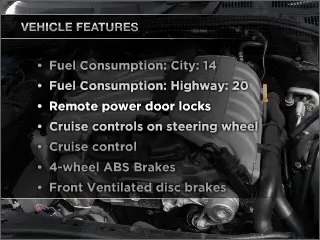 VEHICLE FEATURES
• Fuel Consumption: City: 14
• Fuel Consumption: Highway: 20
• Remote power door locks
• Cruise controls on steering wheel
• Cruise control
• 4-wheel ABS Brakes
• Front Ventilated disc brakes